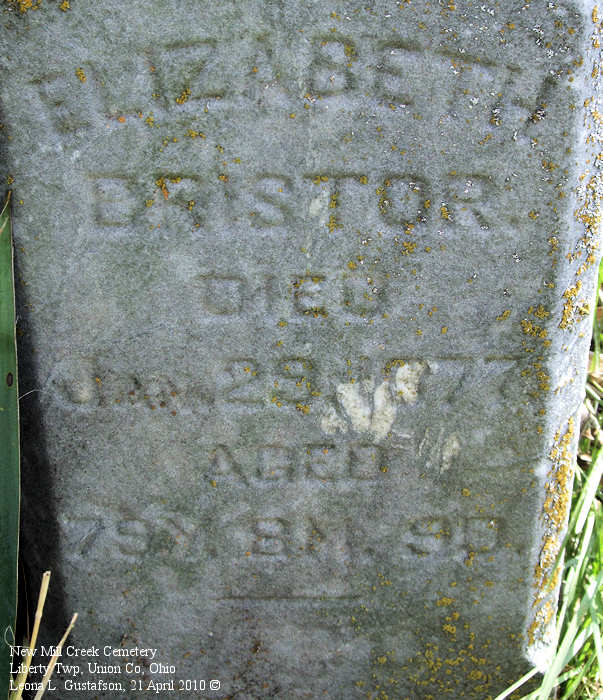 ELIZABETH
BRISTOR.
DIED
Jan. 29, 1877
AGED
79Y. 8M. 9D.
New Mill Creek Cemetery
Liberty Twp, Union Co, Ohio
Leona L. Gustafson, 21 April 2010 ©